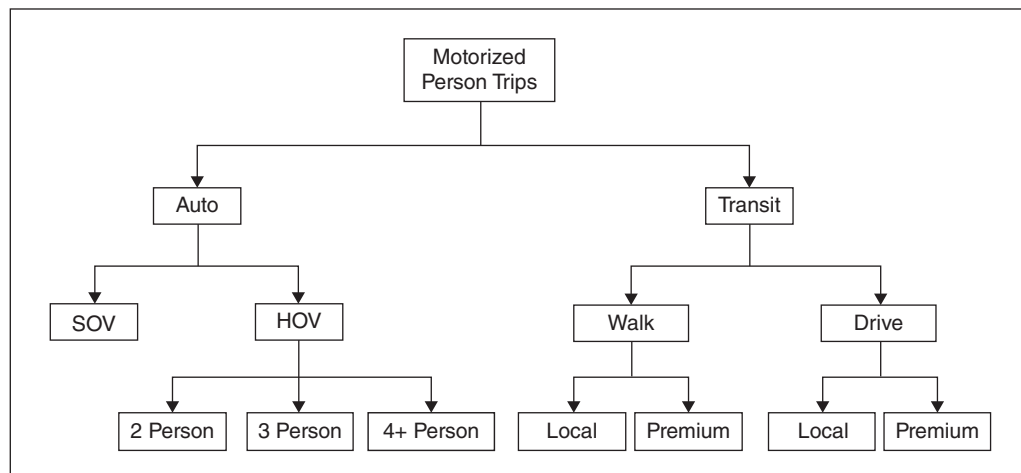 Motorized
Person Trips
Auto
Transit
SOV
HOV
Walk
Drive
2 Person
3 Person
4+ Person
Local
Premium
Local
Premium